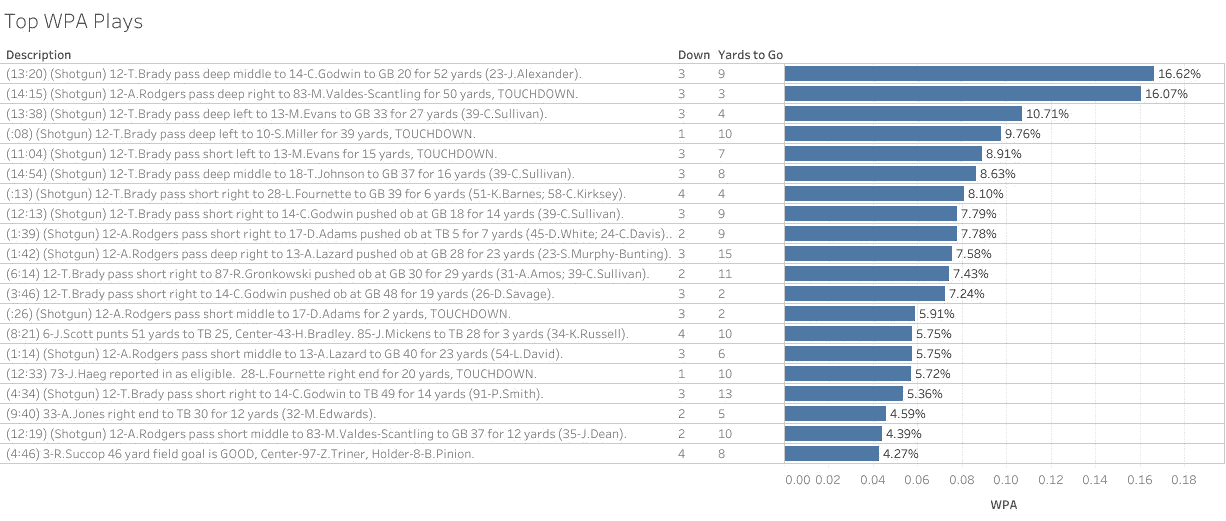 Top WPA Plays
Description Down Yards to Go
(13:20) (Shotgun) 12-T.Brady pass deep middle to 14-C.Godwin to GB 20 for 52 yards (23-J.Alexander). 3 9 16.62%
(14:15) (Shotgun) 12-A.Rodgers pass deep right to 83-M.Valdes-Scantling for 50 yards, TOUCHDOWN. 3 3 16.07%
(13:38) (Shotgun) 12-T.Brady pass deep left to 13-M.Evans to GB 33 for 27 yards (39-C.Sullivan). 3 4 10.71%
(:08) (Shotgun) 12-T.Brady pass deep left to 10-S.Miller for 39 yards, TOUCHDOWN. 1 10 9.76%
(11:04) (Shotgun) 12-T.Brady pass short left to 13-M.Evans for 15 yards, TOUCHDOWN. 3 7 8.91%
(14:54) (Shotgun) 12-T.Brady pass deep middle to 18-T.Johnson to GB 37 for 16 yards (39-C.Sullivan). 3 8 8.63%
(:13) (Shotgun) 12-T.Brady pass short right to 28-L.Fournette to GB 39 for 6 yards (51-K.Barnes; 58-C.Kirksey). 4 4 8.10%
(12:13) (Shotgun) 12-T.Brady pass short right to 14-C.Godwin pushed ob at GB 18 for 14 yards (39-C.Sullivan). 3 9 7.79%
(1:39) (Shotgun) 12-A.Rodgers pass short right to 17-D.Adams pushed ob at TB 5 for 7 yards (45-D.White; 24-C.Davis).. 2 9 7.78%
(1:42) (Shotgun) 12-A.Rodgers pass deep right to 13-A.Lazard pushed ob at GB 28 for 23 yards (23-S.Murphy-Bunting). 3 15 7.58%
(6:14) 12-T.Brady pass short right to 87-R.Gronkowski pushed ob at GB 30 for 29 yards (31-A.Amos; 39-C.Sullivan). 2 11 7.43%
(3:46) 12-T.Brady pass short right to 14-C.Godwin pushed ob at GB 48 for 19 yards (26-D.Savage). 3 2 7.24%
(:26) (Shotgun) 12-A.Rodgers pass short middle to 17-D.Adams for 2 yards, TOUCHDOWN. 3 2 5.91%
(8:21) 6-J.Scott punts 51 yards to TB 25, Center-43-H.Bradley. 85-J.Mickens to TB 28 for 3 yards (34-K.Russell). 4 10 5.75%
(1:14) (Shotgun) 12-A.Rodgers pass short middle to 13-A.Lazard to GB 40 for 23 yards (54-L.David). 3 6 5.75%
(12:33) 73-J.Haeg reported in as eligible. 28-L.Fournette right end for 20 yards, TOUCHDOWN. 1 10 5.72%
(4:34) (Shotgun) 12-T.Brady pass short right to 14-C.Godwin to TB 49 for 14 yards (91-P.Smith). 3 13 5.36%
(9:40) 33-A.Jones right end to TB 30 for 12 yards (32-M.Edwards). 2 5 4.59%
(12:19) (Shotgun) 12-A.Rodgers pass short middle to 83-M.Valdes-Scantling to GB 37 for 12 yards (35-J.Dean). 2 10 4.39%
(4:46) 3-R.Succop 46 yard field goal is GOOD, Center-97-Z.Triner, Holder-8-B.Pinion. 4 8 4.27%
0.00 0.02 0.04 0.06 0.08 0.10 0.12 0.14 0.16 0.18
WPA